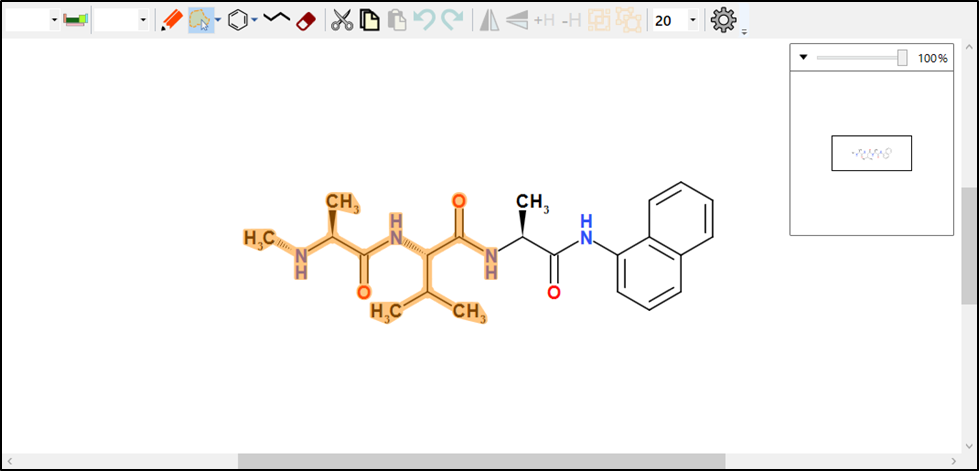 +H -H 20
100%
CH3 O CH3
H H
H3C N N
N N
H H
O O
H3C CH3